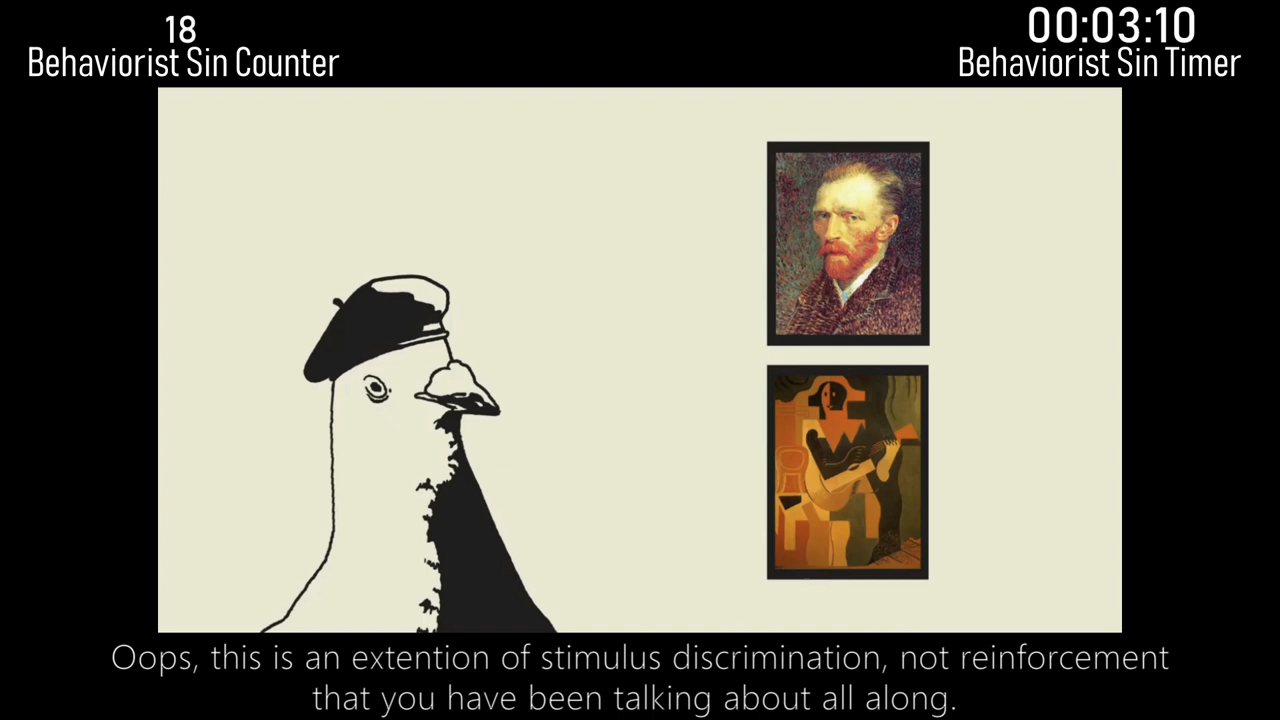 18
Behaviorist Sin Counter
00:03:10
Behaviorist Sin Timer
Oops, this is an extention of stimulus discrimination, not reinforcement
that you have been talking about all along.